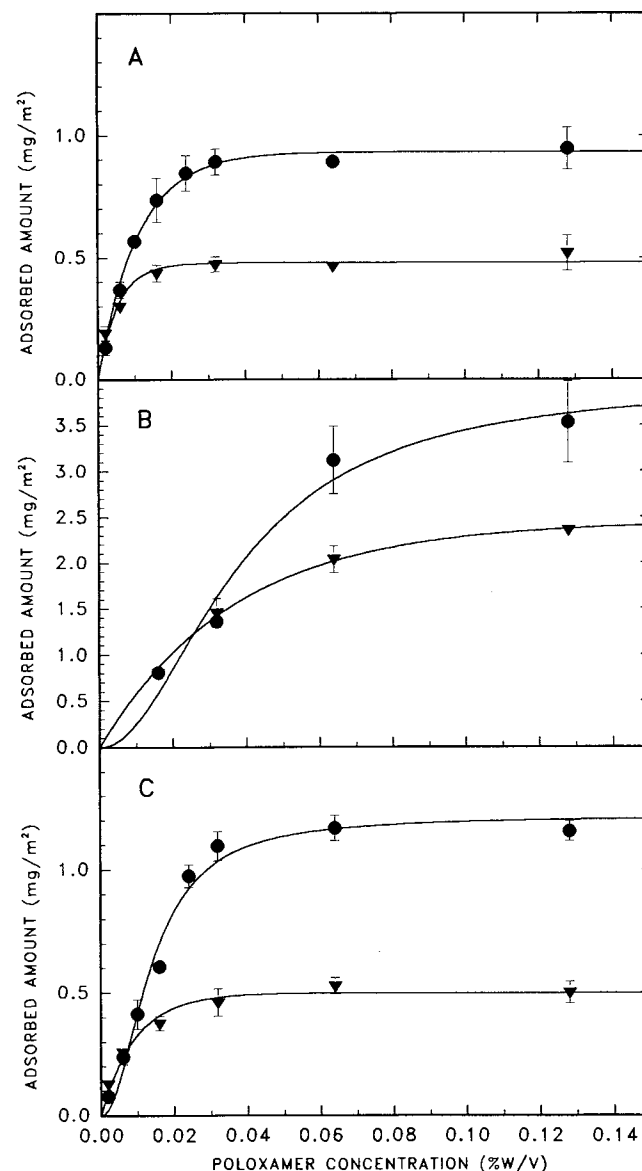 A
ADSORBED AMOUNT (mg/m²)
1.0
0.5
0.0
B
ADSORBED AMOUNT (mg/m²)
3.5
3.0
2.5
2.0
1.5
1.0
0.5
0.0
C
ADSORBED AMOUNT (mg/m²)
1.0
0.5
0.0
0.00 0.02 0.04 0.06 0.08 0.10 0.12 0.14
POLOXAMER CONCENTRATION (%W/V)